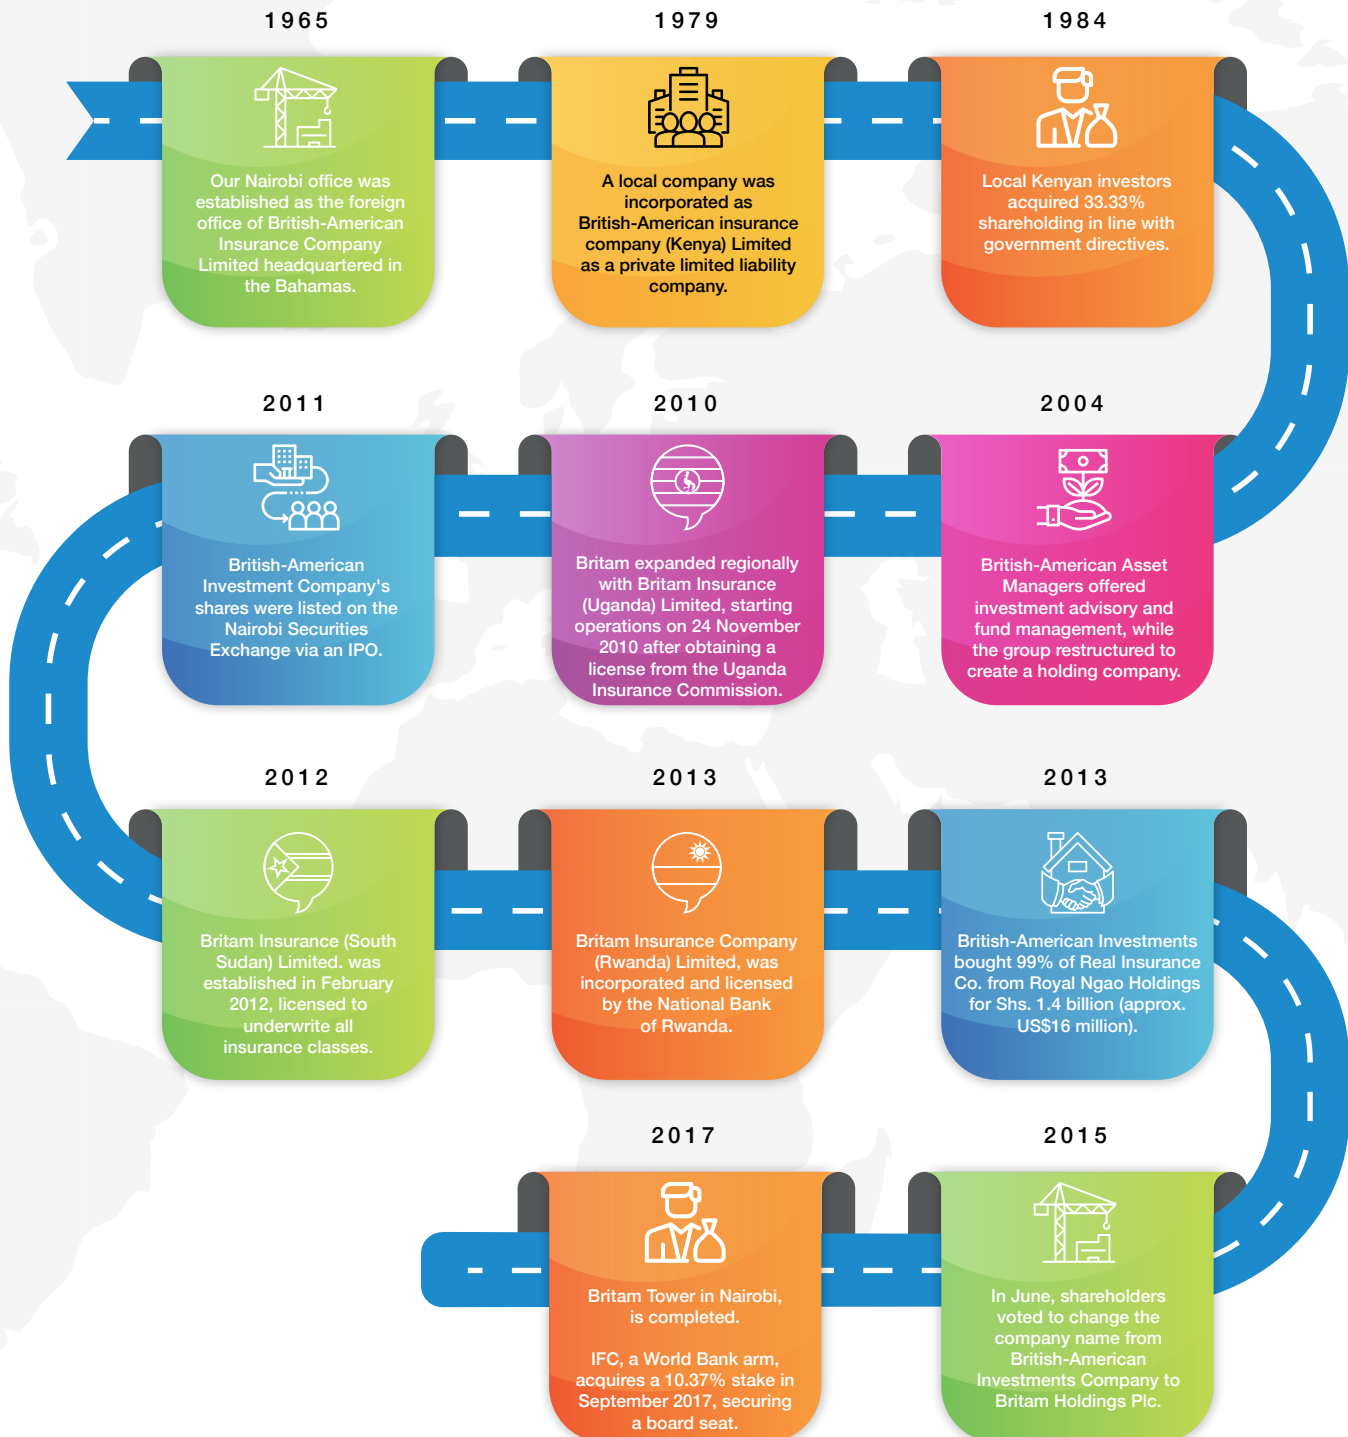 1965
Our Nairobi office was
established as the foreign
office of British-American
Insurance Company
Limited headquartered in
the Bahamas.
1979
A local company was
incorporated as
British-American insurance
company (Kenya) Limited
as a private limited liability
company.
1984
Local Kenyan investors
acquired 33.33%
shareholding in line with
government directives.
2004
British-American Asset
Managers offered
investment advisory and
fund management, while
the group restructured to
create a holding company.
2010
Britam expanded regionally
with Britam Insurance
(Uganda) Limited, starting
operations on 24 November
2010 after obtaining a
license from the Uganda
Insurance Commission.
2011
British-American
Investment Company's
shares were listed on the
Nairobi Securities
Exchange via an IPO.
2012
Britam Insurance (South
Sudan) Limited. was
established in February
2012, licensed to
underwrite all
insurance classes.
2013
Britam Insurance Company
(Rwanda) Limited, was
incorporated and licensed
by the National Bank
of Rwanda.
2013
British-American Investments
bought 99% of Real Insurance
Co. from Royal Ngao Holdings
for Shs. 1.4 billion (approx.
US$16 million).
2015
In June, shareholders
voted to change the
company name from
British-American
Investments Company to
Britam Holdings Plc.
2017
Britam Tower in Nairobi,
is completed.
IFC, a World Bank arm,
acquires a 10.37% stake in
September 2017, securing
a board seat.